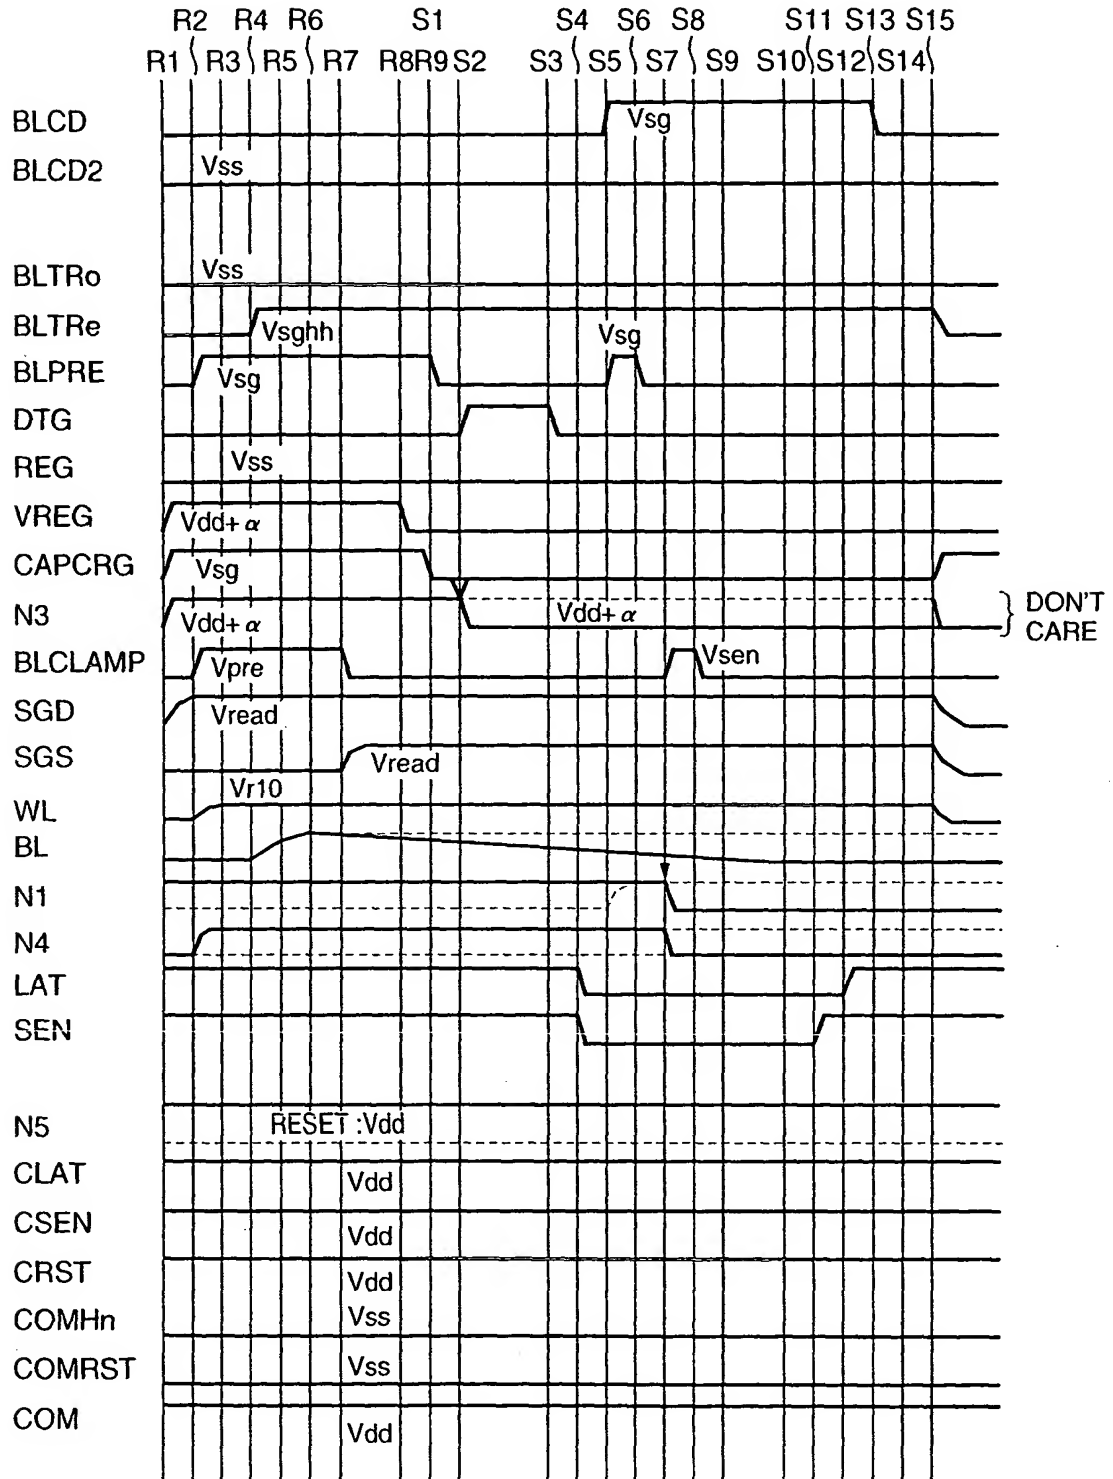 R2 R4 R6 S1 S4 S6 S8 S11 S13 S15
R1 R3 R5 R7 R8R9 S2 S3 S5 S7 S9 S10 S12 S14
BLCD Vsg
BLCD2 Vss
BLTRo Vss
BLTRe Vsghh Vsg
BLPRE Vsg
DTG
REG Vss
VREG Vdd+α
CAPCRG Vsg
N3 Vdd+α Vdd+α DON'T
CARE
BLCLAMP Vpre Vsen
SGD Vread
SGS Vread
Vr10
WL
BL
N1
N4
LAT
SEN
N5 RESET :Vdd
CLAT Vdd
CSEN Vdd
CRST Vdd
COMHn Vss
COMRST Vss
COM Vdd